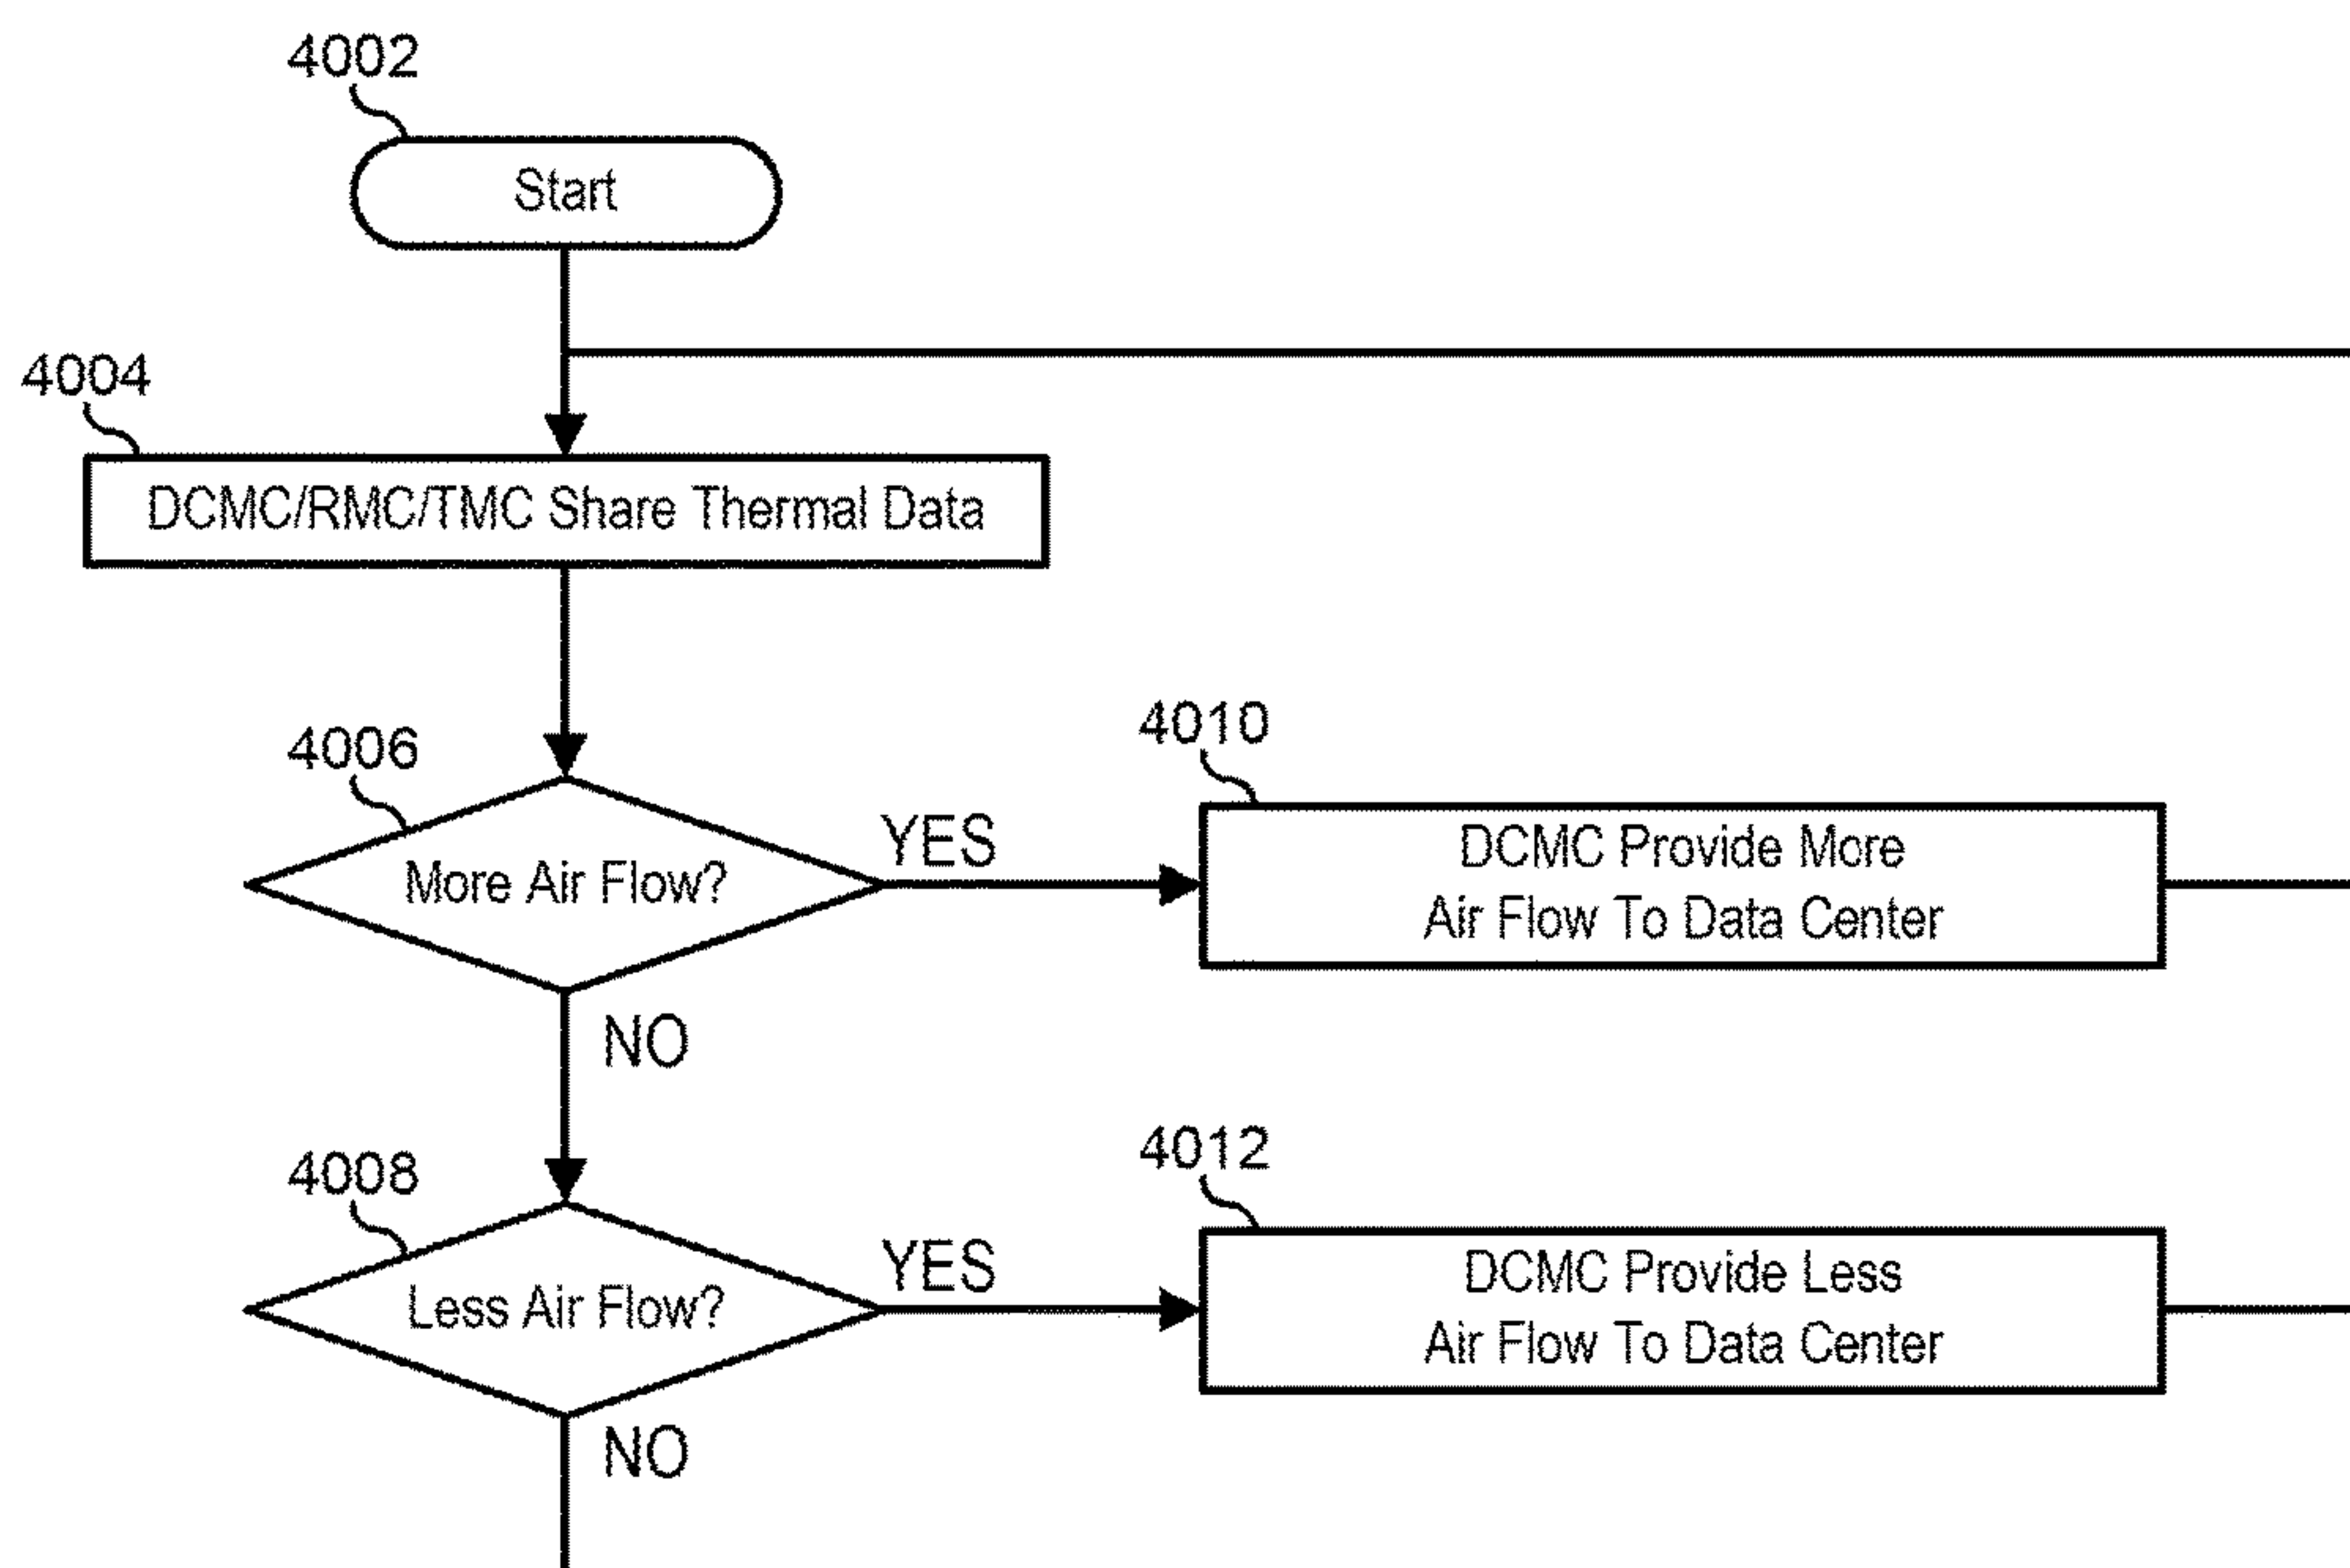 4002
Start
4004
DCMC/RMC/TMC Share Thermal Data
4006
More Air Flow?
YES
4010
DCMC Provide More
Air Flow To Data Center
NO
4008
Less Air Flow?
YES
4012
DCMC Provide Less
Air Flow To Data Center
NO